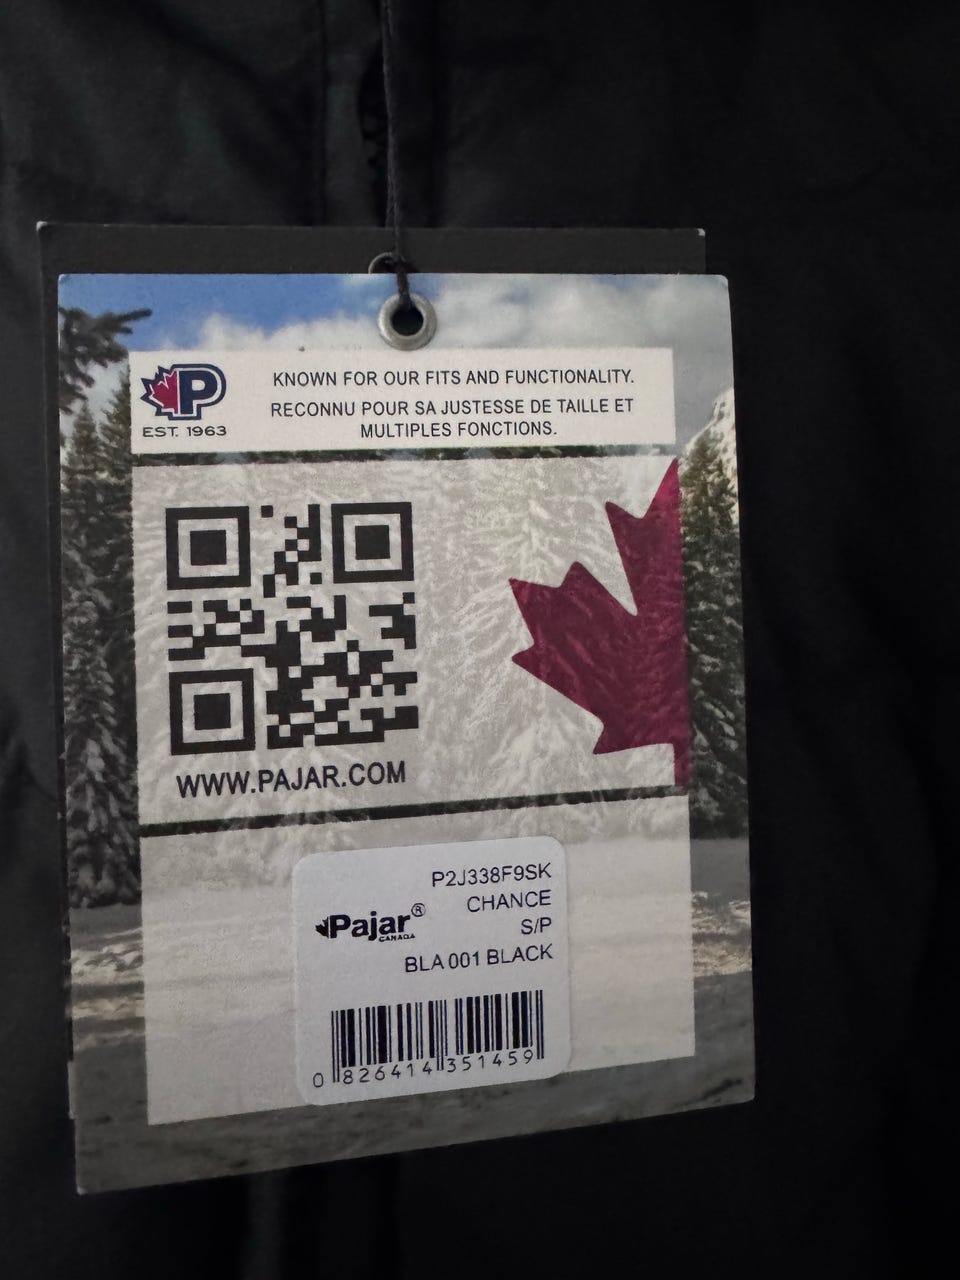 P
EST. 1963
KNOWN FOR OUR FITS AND FUNCTIONALITY.
RECONNU POUR SA JUSTESSE DE TAILLE ET
MULTIPLES FONCTIONS.
WWW.PAJAR.COM
P2J338F9SK
CHANCE
Pajar®
CANADA
S/P
BLA 001 BLACK
0 826414 351459